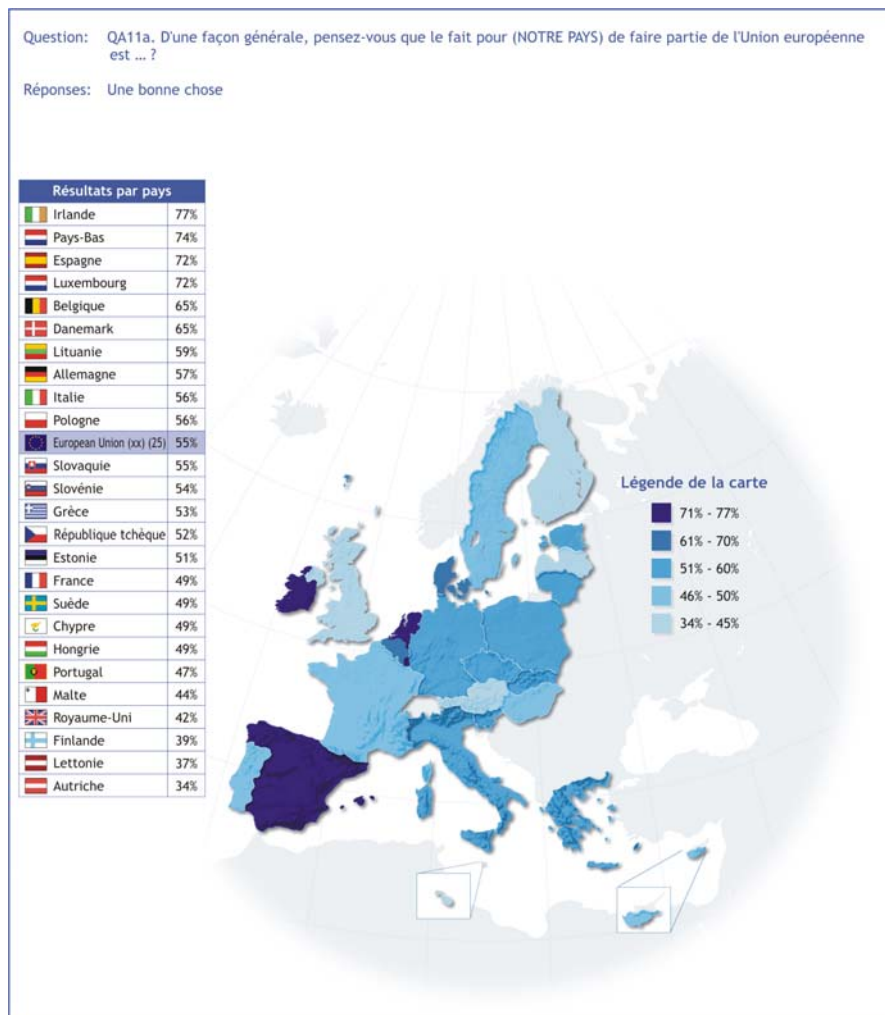 Question: QA11a. D'une façon générale, pensez-vous que le fait pour (NOTRE PAYS) de faire partie de l'Union européenne
est ... ?
Réponses: Une bonne chose
Résultats par pays
Irlande 77%
Pays-Bas 74%
Espagne 72%
Luxembourg 72%
Belgique 65%
Danemark 65%
Lituanie 59%
Allemagne 57%
Italie 56%
Pologne 56%
European Union (xx) (25) 55%
Slovaquie 55%
Slovénie 54%
Grèce 53%
République tchèque 52%
Estonie 51%
France 49%
Suède 49%
Chypre 49%
Hongrie 49%
Portugal 47%
Malte 44%
Royaume-Uni 42%
Finlande 39%
Lettonie 37%
Autriche 34%
Légende de la carte
71% - 77%
61% - 70%
51% - 60%
46% - 50%
34% - 45%